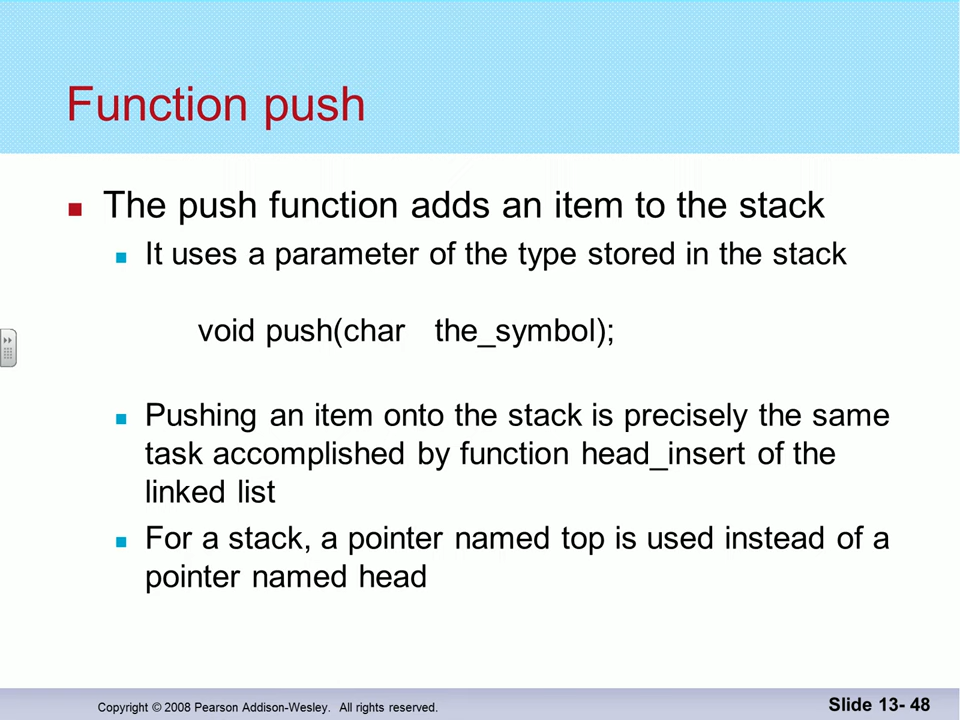 Function push
The push function adds an item to the stack
It uses a parameter of the type stored in the stack
void push(char the_symbol);
Pushing an item onto the stack is precisely the same
task accomplished by function head_insert of the
linked list
For a stack, a pointer named top is used instead of a
pointer named head
Copyright © 2008 Pearson Addison-Wesley. All rights reserved.
Slide 13- 48